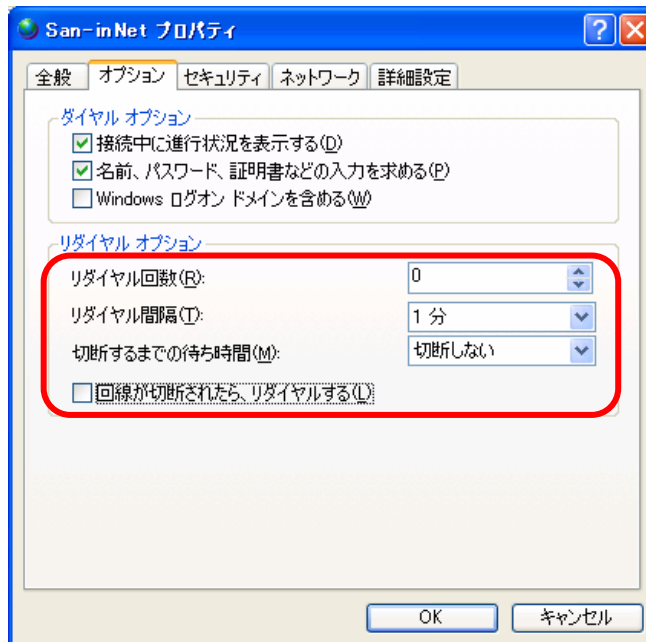 San-in Net プロパティ
全般 オプション セキュリティ ネットワーク 詳細設定
ダイヤル オプション
接続中に進行状況を表示する(D)
名前、パスワード、証明書などの入力を求める(P)
Windows ログオン ドメインを含める(W)
リダイヤル オプション
リダイヤル回数(R): 0
リダイヤル間隔(T): 1 分
切断するまでの待ち時間(M): 切断しない
回線が切断されたら、リダイヤルする(L)
OK キャンセル